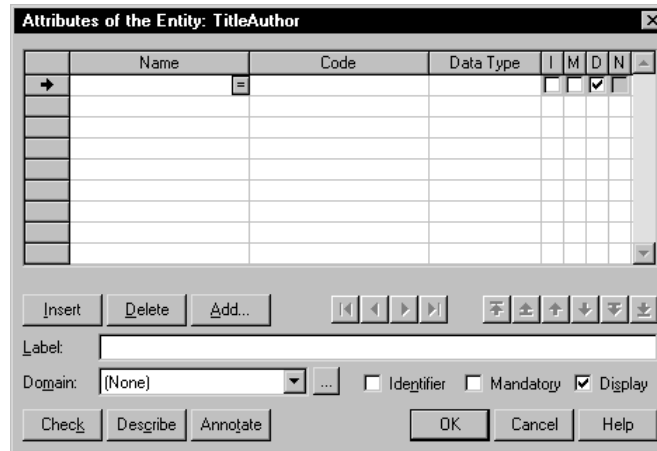 Attributes of the Entity: TitleAuthor
Name Code Data Type I M D N
=
Insert Delete Add...
Label:
Domain: (None) ... Identifier Mandatory Display
Check Describe Annotate OK Cancel Help